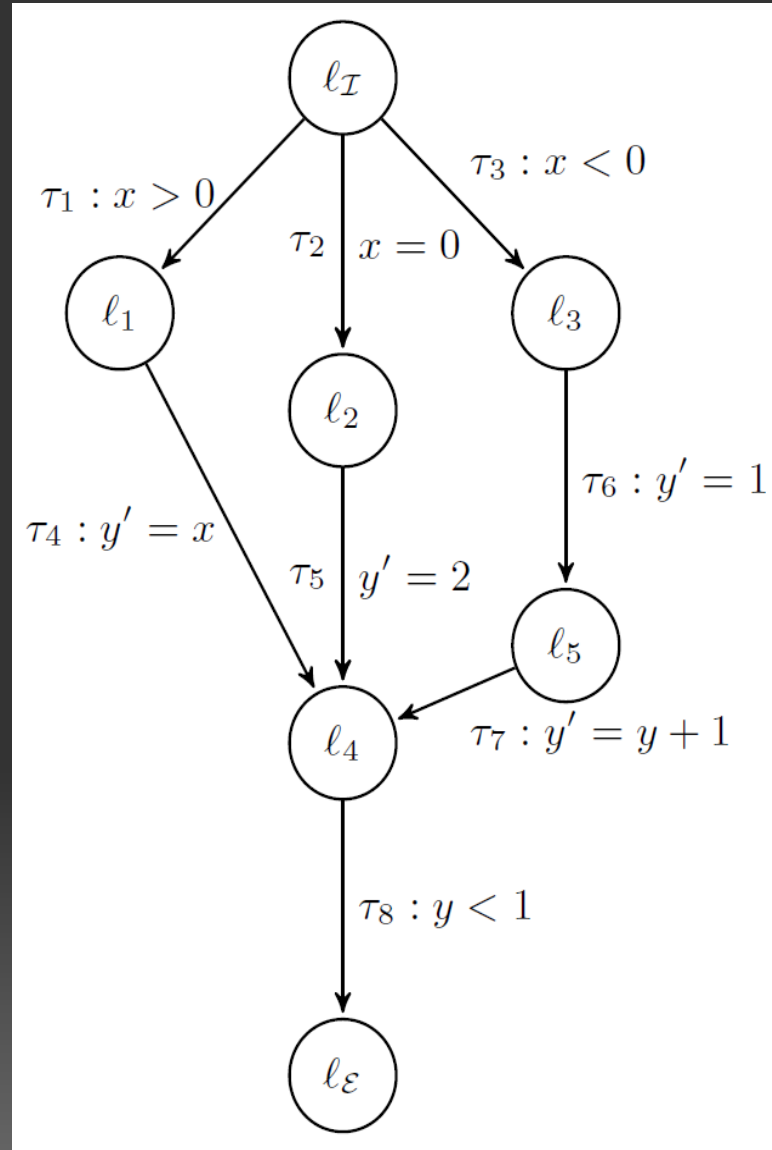 ℓ_𝓘
τ₃ : x < 0
τ₁ : x > 0
τ₂ x = 0
ℓ₁
ℓ₃
ℓ₂
τ₆ : y′ = 1
τ₄ : y′ = x
τ₅ y′ = 2
ℓ₅
τ₇ : y′ = y + 1
ℓ₄
τ₈ : y < 1
ℓ_𝓔